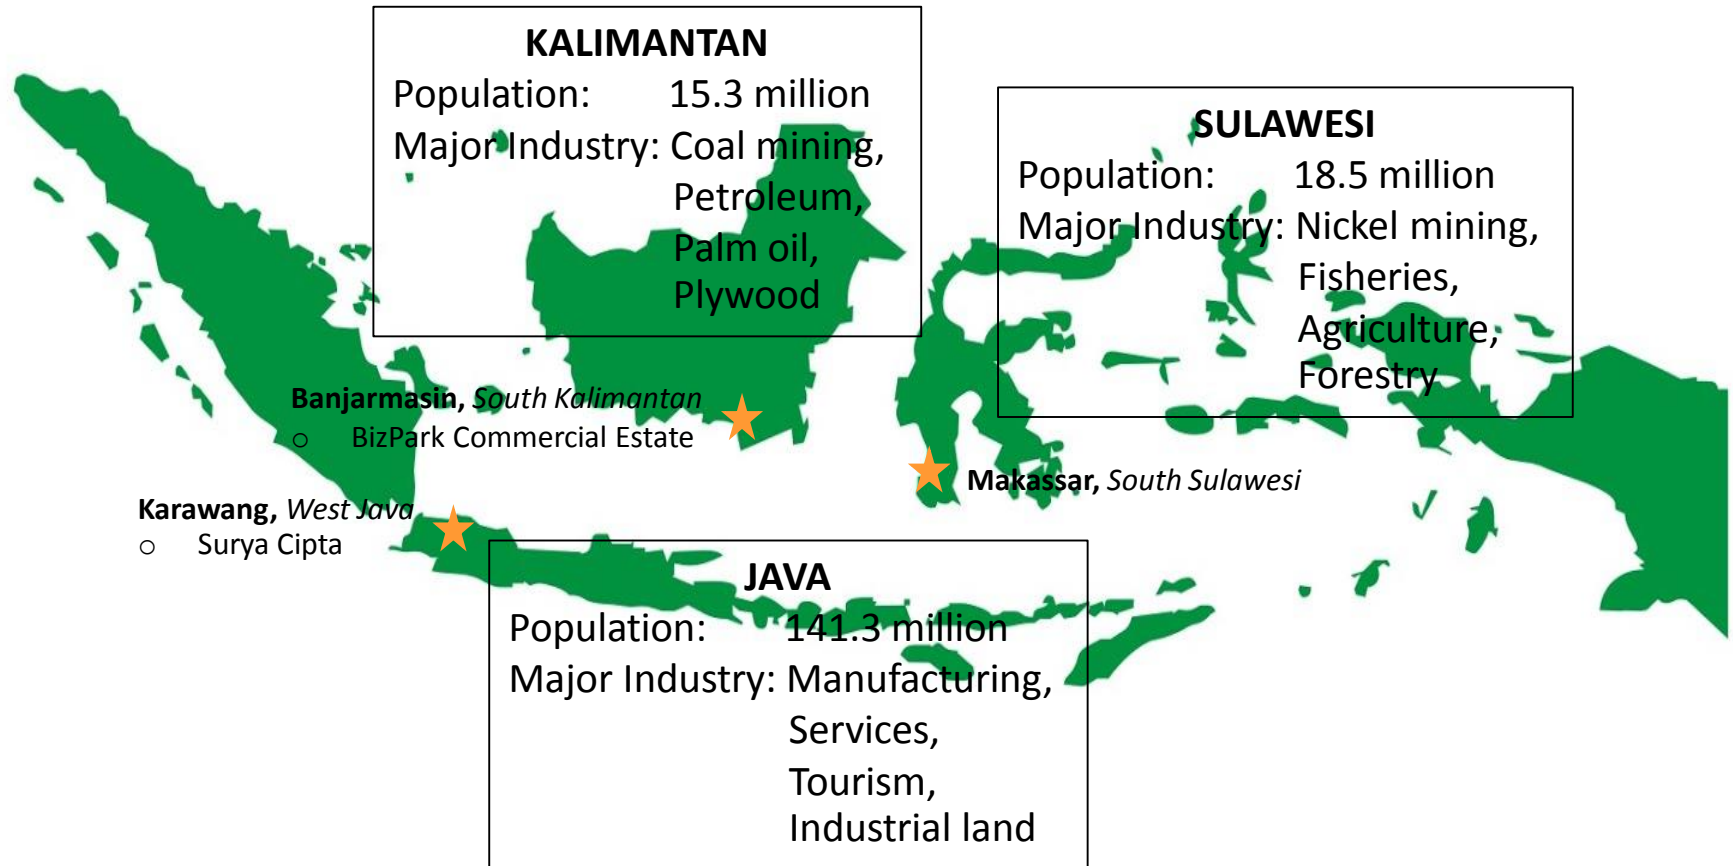 KALIMANTAN
Population: 15.3 million
Major Industry: Coal mining,
Petroleum,
Palm oil,
Plywood
SULAWESI
Population: 18.5 million
Major Industry: Nickel mining,
Fisheries,
Agriculture,
Forestry
Banjarmasin, South Kalimantan
○ BizPark Commercial Estate
Makassar, South Sulawesi
Karawang, West Java
○ Surya Cipta
JAVA
Population: 141.3 million
Major Industry: Manufacturing,
Services,
Tourism,
Industrial land